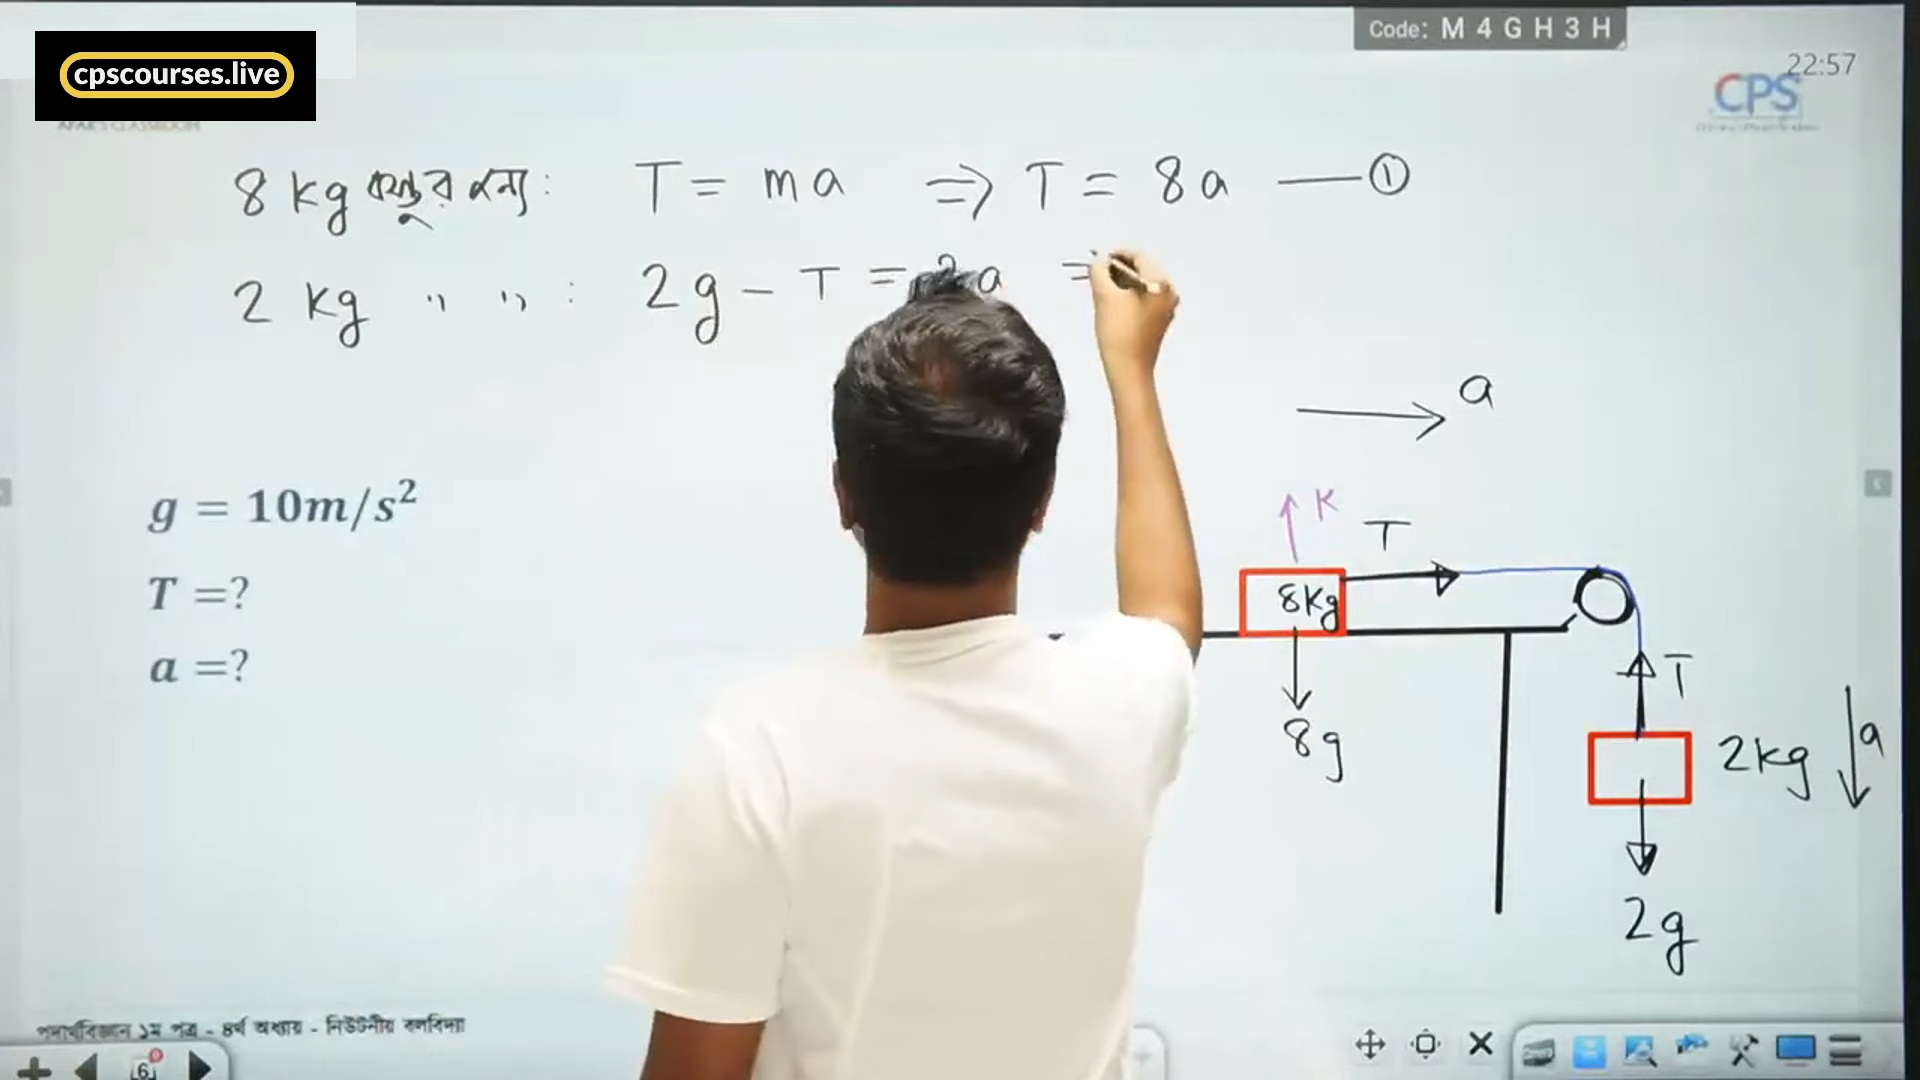 cpscourses.live
Code: M 4 G H 3 H
22:57
CPS
8 kg বস্তুর জন্য : T = ma ⇒ T = 8a —— ①
2 kg " " : 2g - T = 2a =
a
g = 10m/s²
T =?
a =?
K
T
8kg
T
8g
2kg
a
2g
পদার্থবিজ্ঞান ১ম পত্র - ৪র্থ অধ্যায় - নিউটনীয় বলবিদ্যা
6